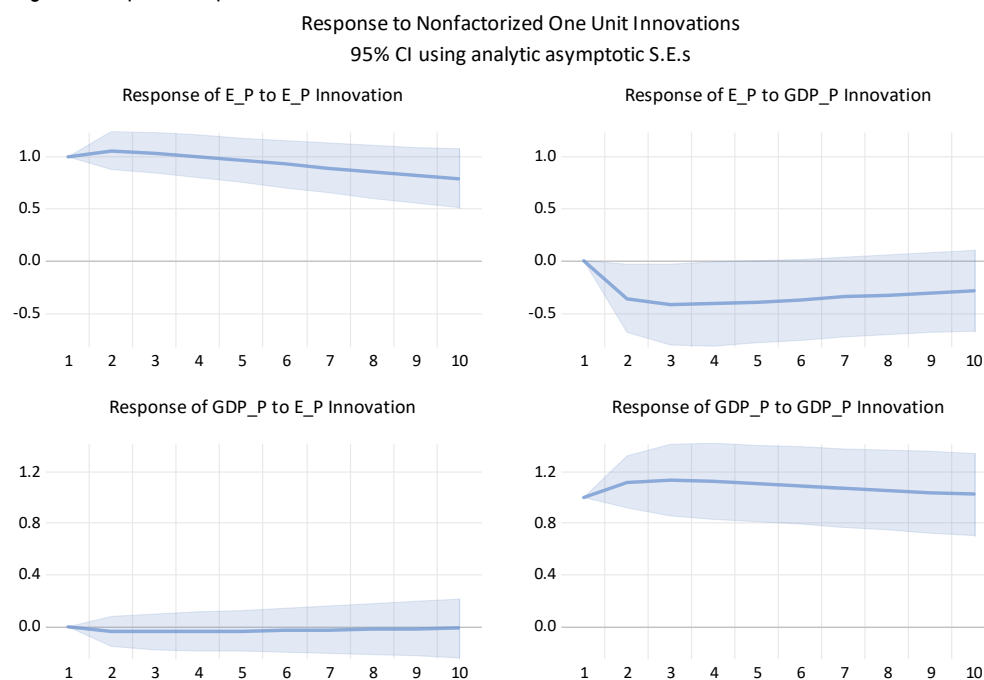 Response to Nonfactorized One Unit Innovations
95% CI using analytic asymptotic S.E.s
Response of E_P to E_P Innovation
1.0
0.5
0.0
-0.5
1 2 3 4 5 6 7 8 9 10
Response of E_P to GDP_P Innovation
1.0
0.5
0.0
-0.5
1 2 3 4 5 6 7 8 9 10
Response of GDP_P to E_P Innovation
1.2
0.8
0.4
0.0
1 2 3 4 5 6 7 8 9 10
Response of GDP_P to GDP_P Innovation
1.2
0.8
0.4
0.0
1 2 3 4 5 6 7 8 9 10